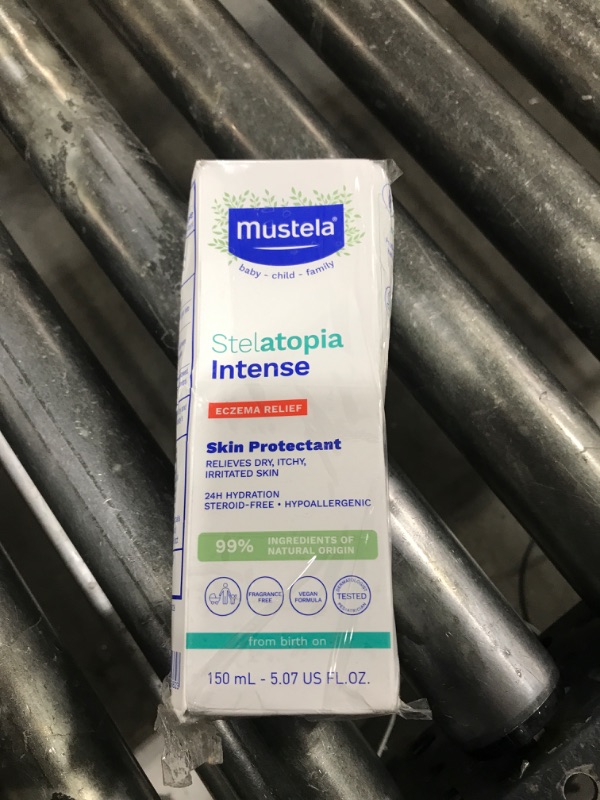 mustela®
baby - child - family
Stelatopia
Intense
ECZEMA RELIEF
Skin Protectant
RELIEVES DRY, ITCHY,
IRRITATED SKIN
24H HYDRATION
STEROID-FREE • HYPOALLERGENIC
99%
INGREDIENTS OF
NATURAL ORIGIN
FRAGRANCE
FREE
VEGAN
FORMULA
TESTED
from birth on
150 mL - 5.07 US FL.OZ.